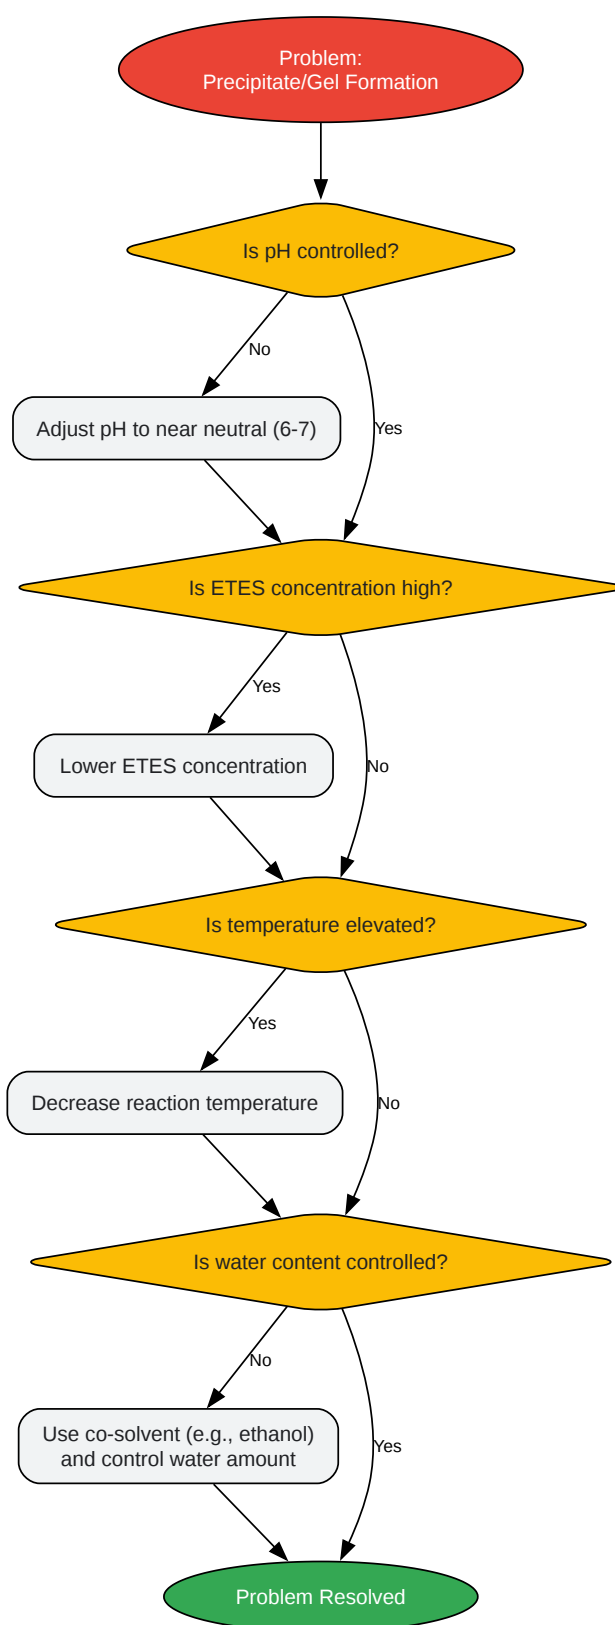 Problem:
Precipitate/Gel Formation
Is pH controlled?
No
Adjust pH to near neutral (6-7)
Yes
Is ETES concentration high?
Yes
Lower ETES concentration
No
Is temperature elevated?
Yes
Decrease reaction temperature
No
Is water content controlled?
No
Use co-solvent (e.g., ethanol)
and control water amount
Yes
Problem Resolved